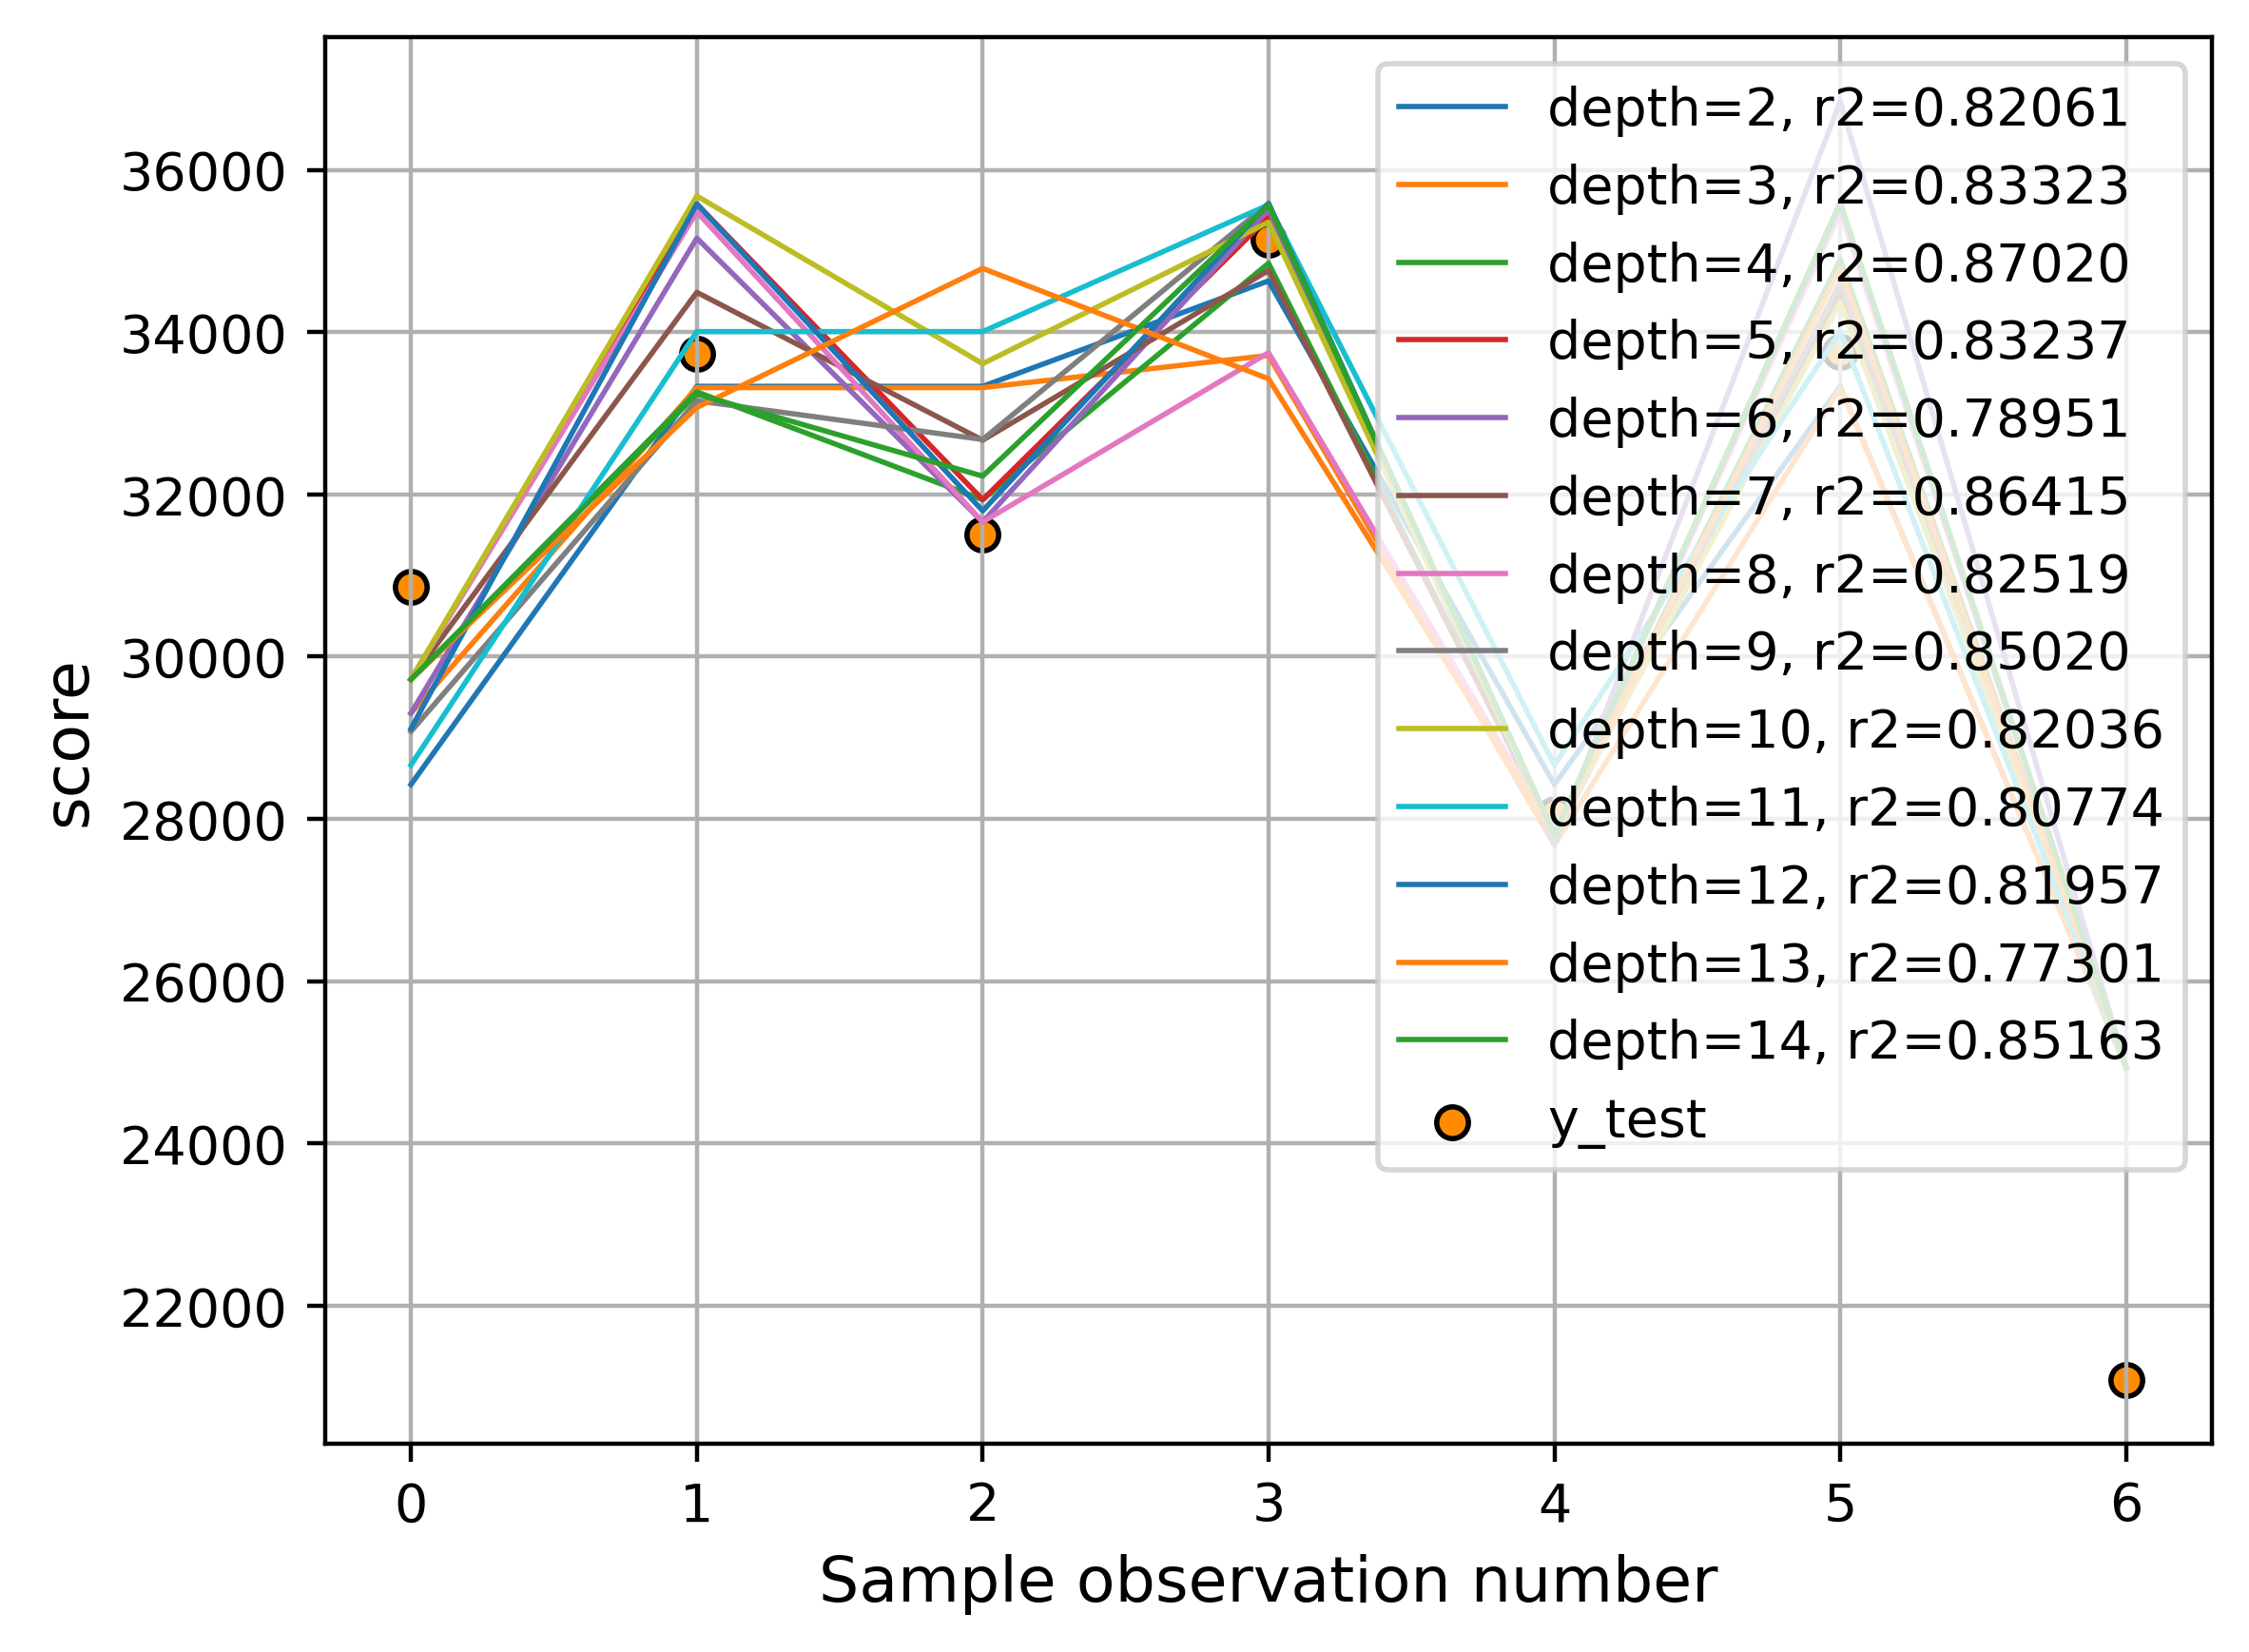 depth=2, r2=0.82061
depth=3, r2=0.83323
depth=4, r2=0.87020
depth=5, r2=0.83237
depth=6, r2=0.78951
depth=7, r2=0.86415
depth=8, r2=0.82519
depth=9, r2=0.85020
depth=10, r2=0.82036
depth=11, r2=0.80774
depth=12, r2=0.81957
depth=13, r2=0.77301
depth=14, r2=0.85163
y_test
36000
34000
32000
30000
28000
26000
24000
22000
score
0 1 2 3 4 5 6
Sample observation number